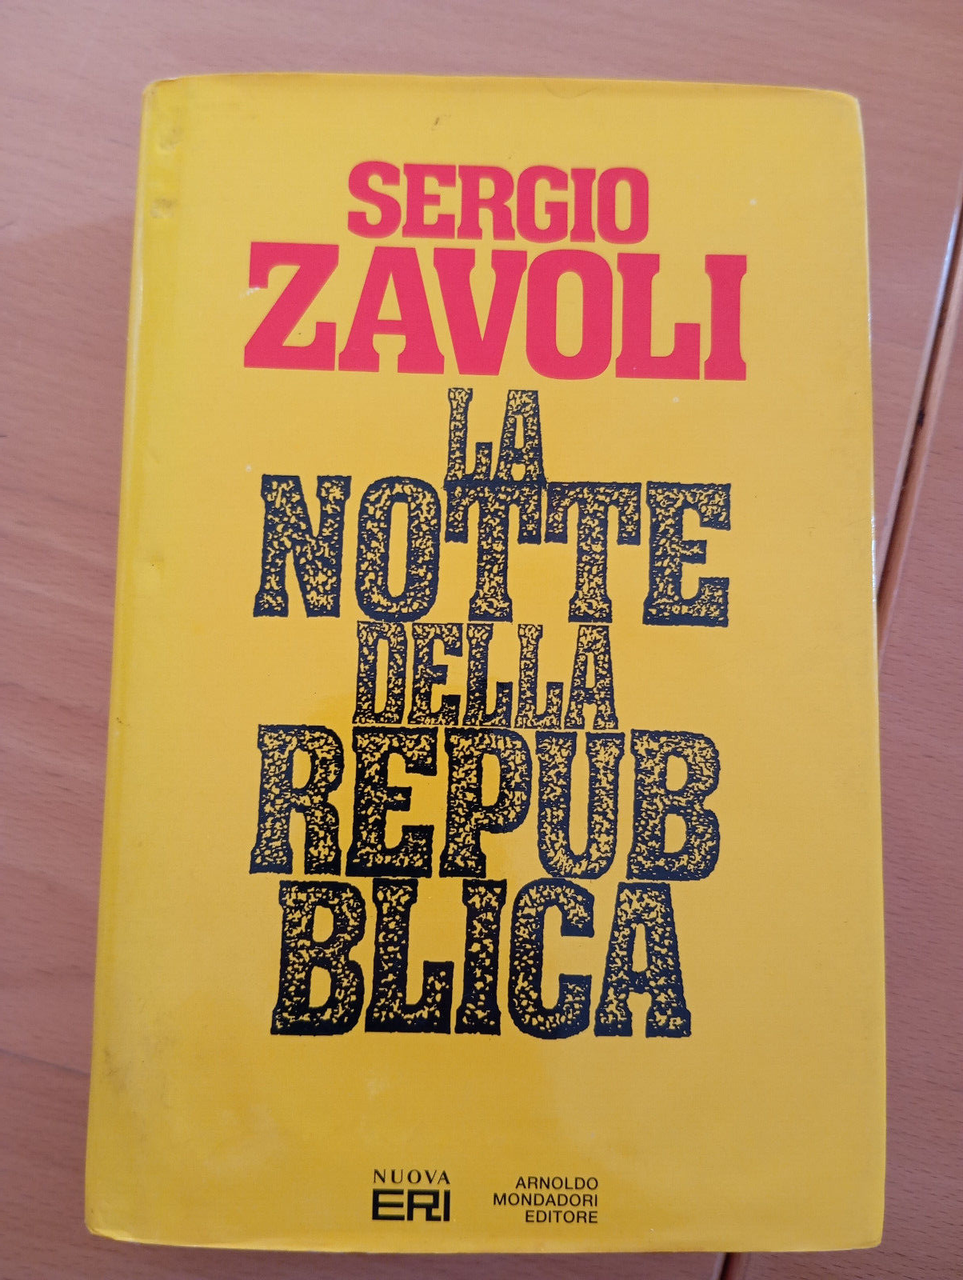 SERGIO
ZAVOLI
LA
NOTTE
DELLA
REPUB
BLICA
NUOVA
ERI
ARNOLDO
MONDADORI
EDITORE